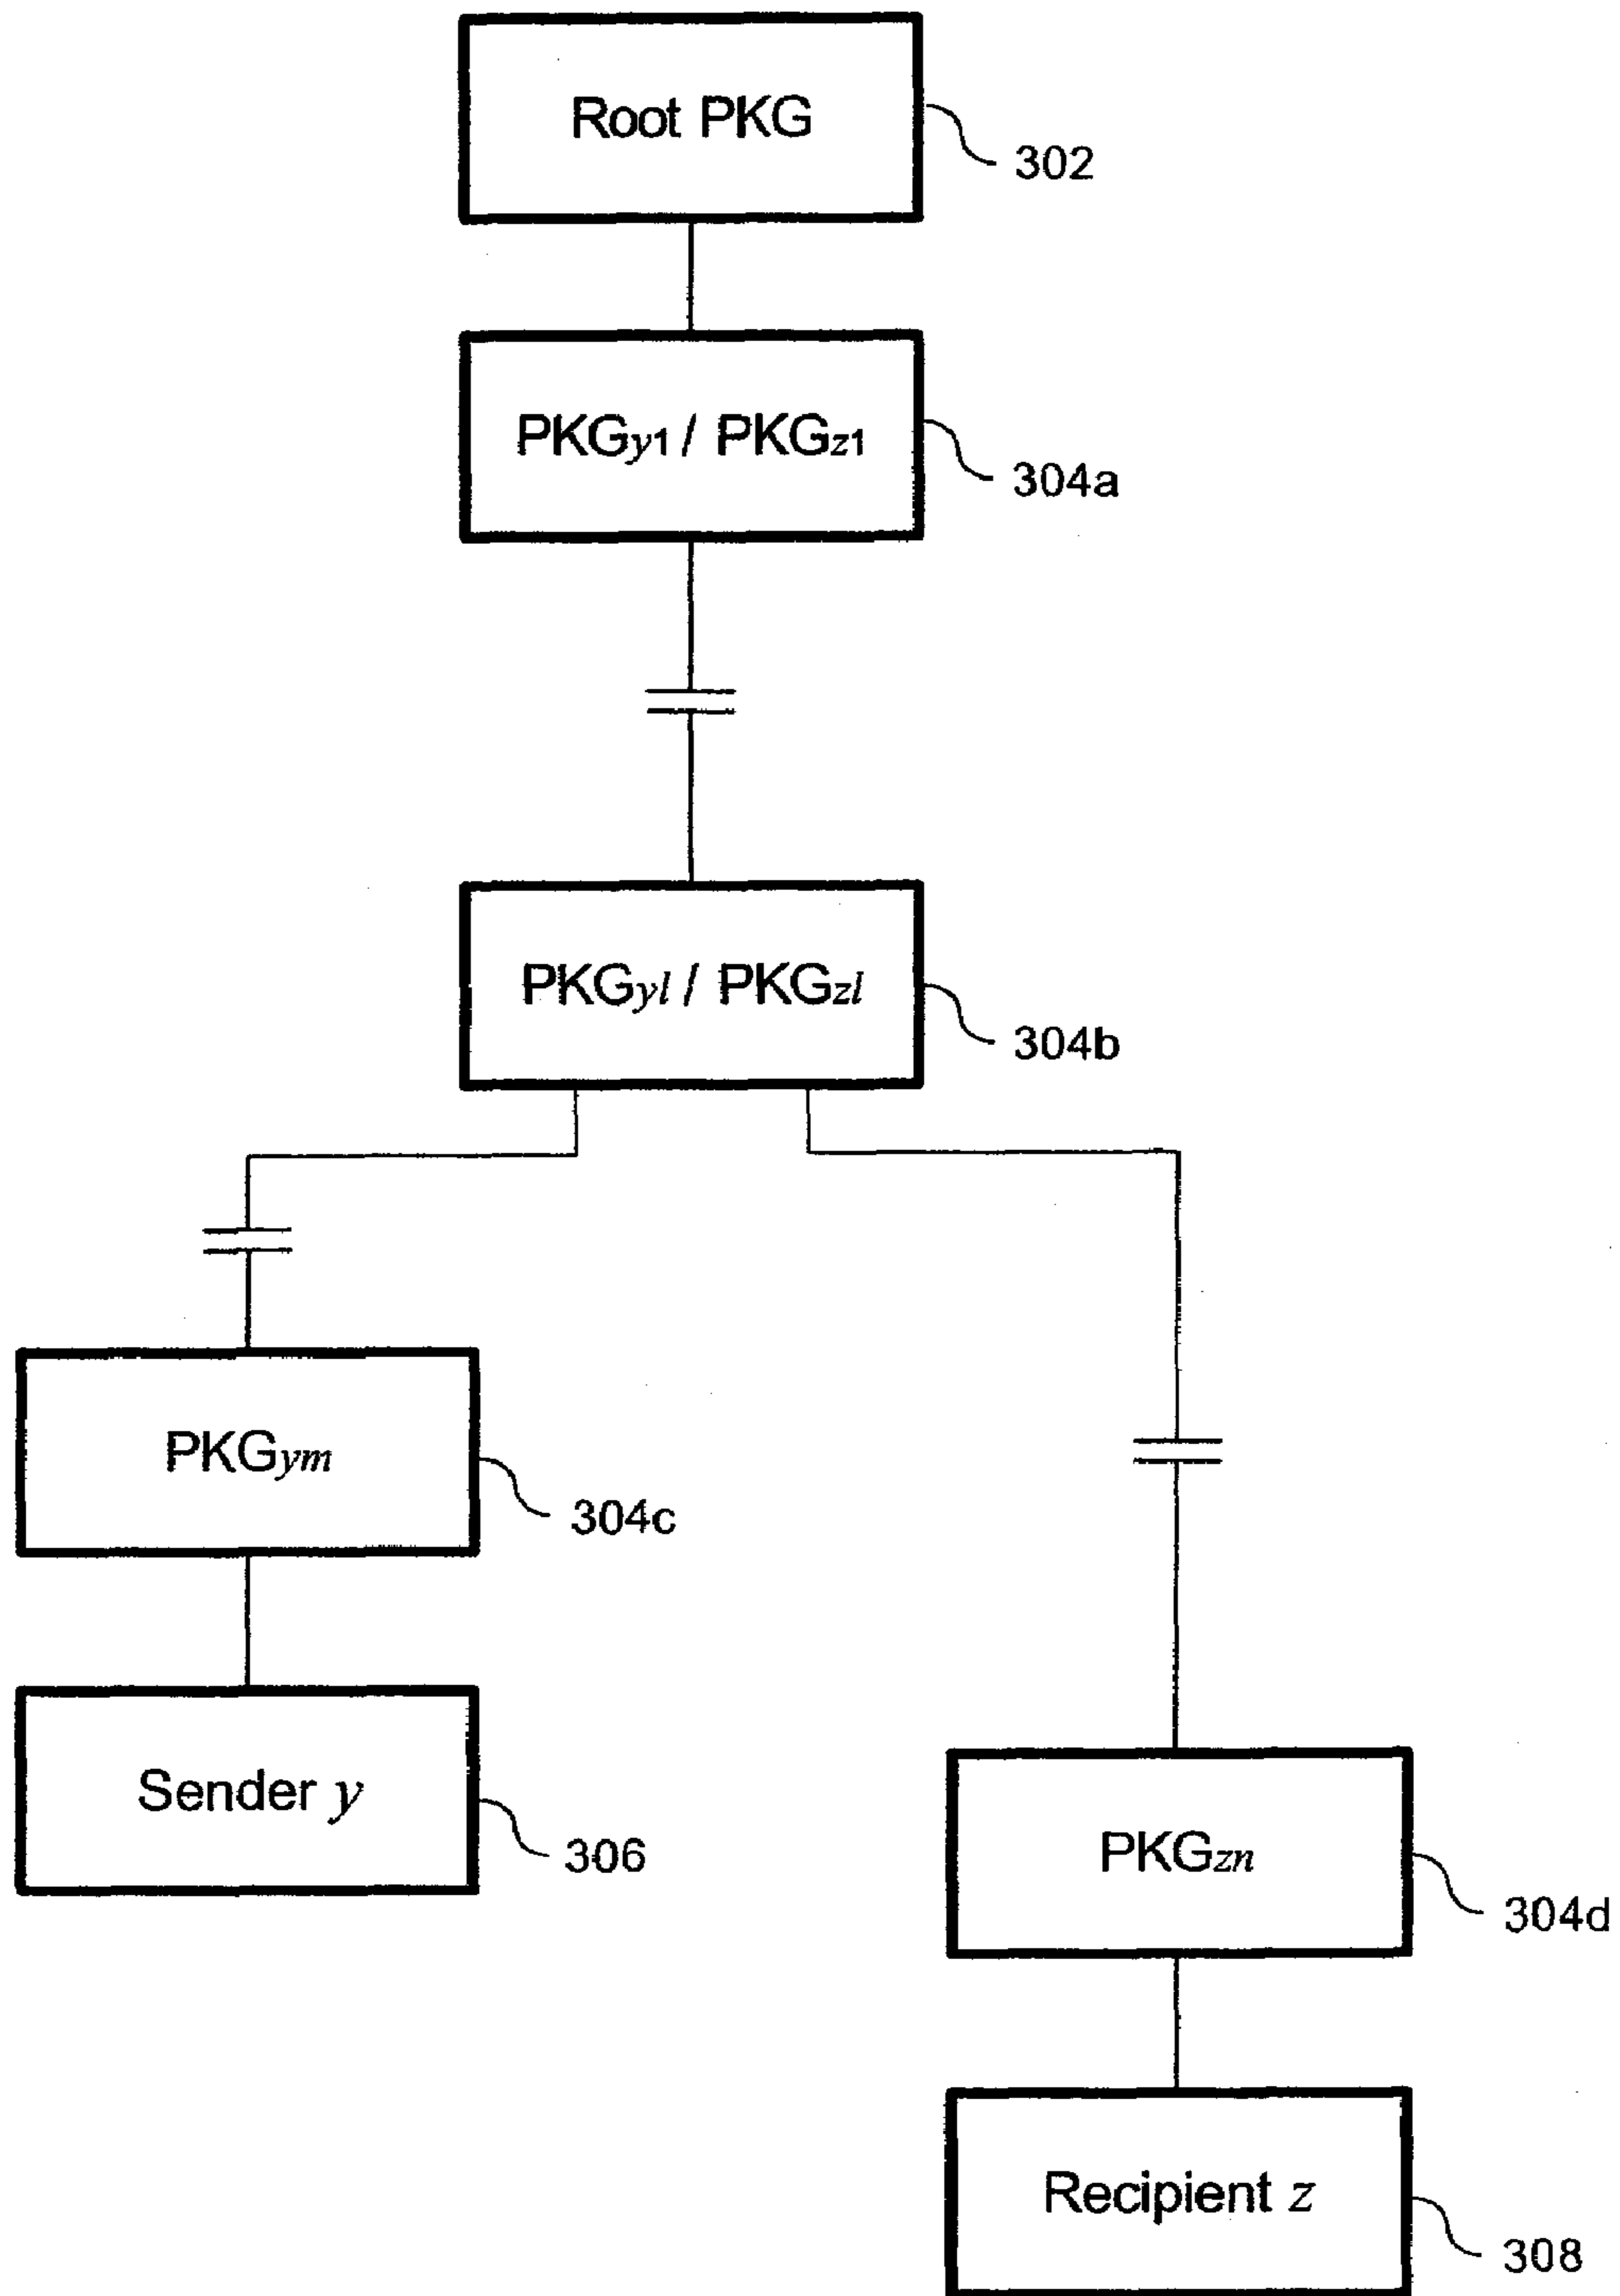 Root PKG
302
PKGy1 / PKGz1
304a
PKGyl / PKGzl
304b
PKGym
304c
Sender y
306
PKGzn
304d
Recipient z
308